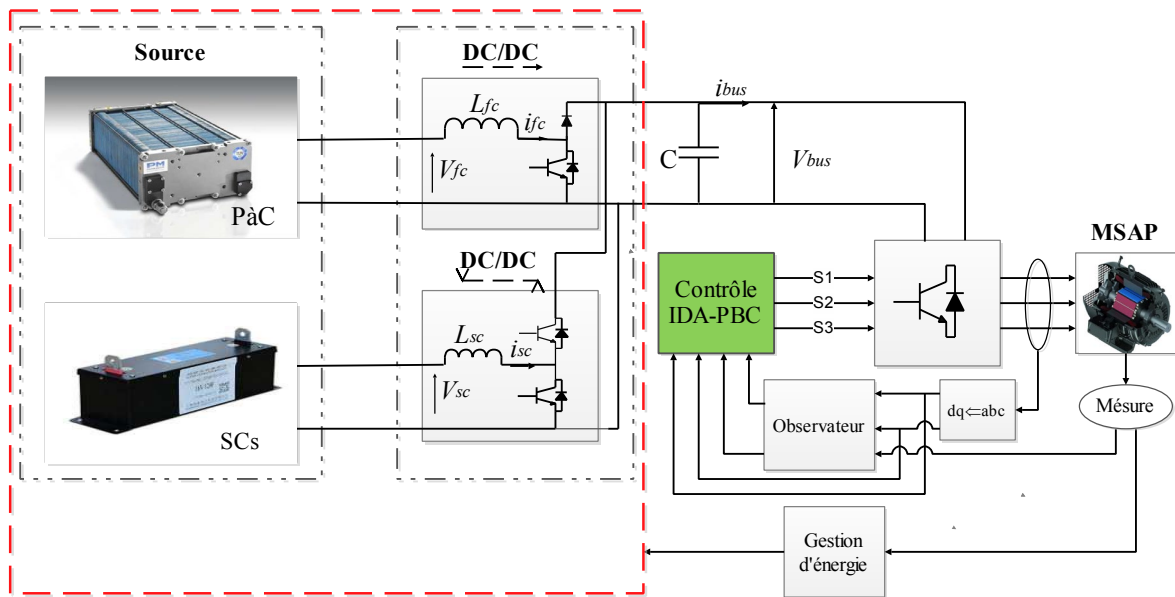 Source
DC/DC
Lfc
ifc
Vfc
PàC
ibus
C
Vbus
MSAP
DC/DC
Lsc
isc
Vsc
SCs
Contrôle
IDA-PBC
S1
S2
S3
Observateur
dq⇐abc
Mésure
Gestion
d'énergie